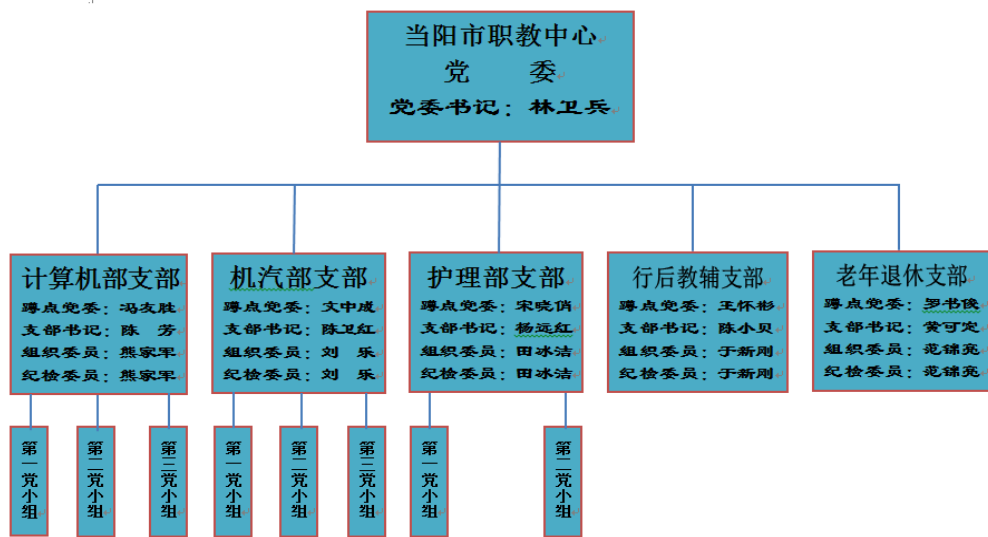 当阳市职教中心
党 委
党委书记：林卫兵
计算机部支部
蹲点党委：冯友胜
支部书记：陈 芳
组织委员：熊家军
纪检委员：熊家军
机汽部支部
蹲点党委：文中成
支部书记：陈卫红
组织委员：刘 乐
纪检委员：刘 乐
护理部支部
蹲点党委：宋晓俏
支部书记：杨远红
组织委员：田冰洁
纪检委员：田冰洁
行后教辅支部
蹲点党委：王怀彬
支部书记：陈小贝
组织委员：于新刚
纪检委员：于新刚
老年退休支部
蹲点党委：罗书俊
支部书记：黄可定
组织委员：范锦亮
纪检委员：范锦亮
第一党小组
第二党小组
第三党小组
第一党小组
第二党小组
第三党小组
第一党小组
第二党小组